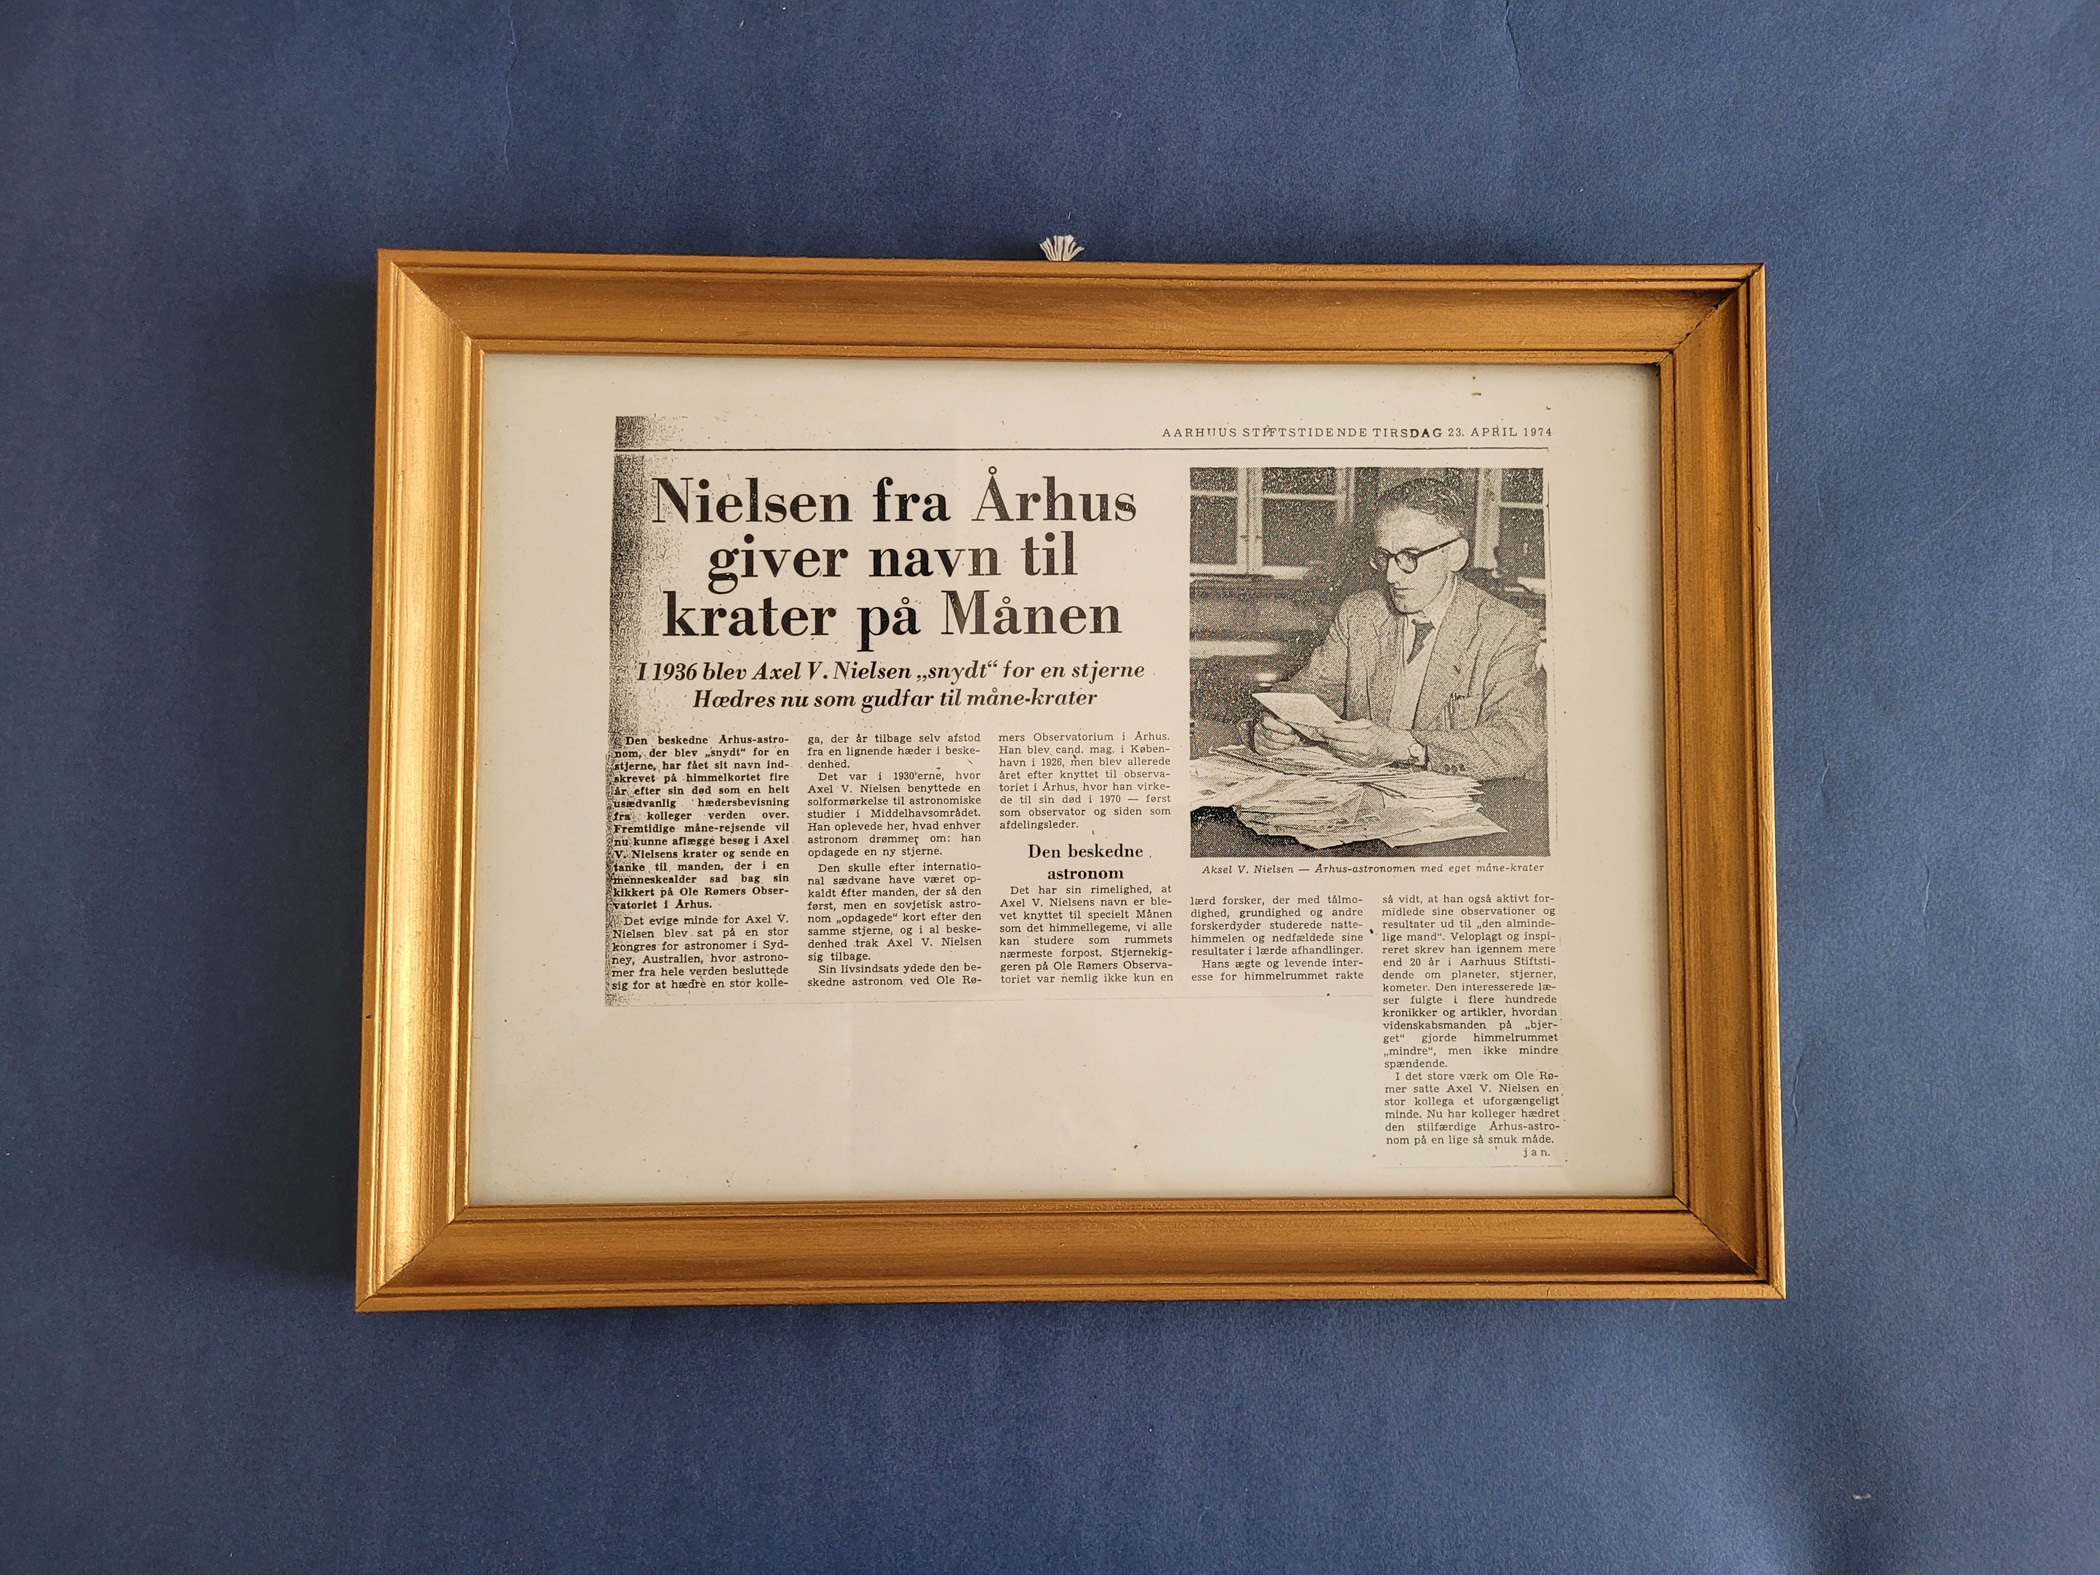 AARHUUS STIFTSTIDENDE TIRSDAG 23. APRIL 1974
Nielsen fra Århus
giver navn til
krater på Månen
I 1936 blev Axel V. Nielsen „snydt“ for en stjerne
Hædres nu som gudfar til måne-krater
Den beskedne Århus-astro-
nom, der blev „snydt“ for en
stjerne, har fået sit navn ind-
skrevet på himmelkortet fire
år efter sin død som en helt
usædvanlig hædersbevisning
fra kolleger verden over.
Fremtidige måne-rejsende vil
nu kunne aflægge besøg i Axel
V. Nielsens krater og sende en
tanke til manden, der i en
menneskealder sad bag sin
kikkert på Ole Rømers Obser-
vatoriet i Århus.
Det evige minde for Axel V.
Nielsen blev sat på en stor
kongres for astronomer i Syd-
ney, Australien, hvor astrono-
mer fra hele verden besluttede
sig for at hædre en stor kolle-
ga, der år tilbage selv afstod
fra en lignende hæder i beske-
denhed.
Det var i 1930'erne, hvor
Axel V. Nielsen benyttede en
solformørkelse til astronomiske
studier i Middelhavsområdet.
Han oplevede her, hvad enhver
astronom drømmer om: han
opdagede en ny stjerne.
Den skulle efter internatio-
nal sædvane have været op-
kaldt efter manden, der så den
først, men en sovjetisk astro-
nom „opdagede“ kort efter den
samme stjerne, og i al beske-
denhed trak Axel V. Nielsen
sig tilbage.
Sin livsindsats ydede den be-
skedne astronom ved Ole Rø-
mers Observatorium i Århus.
Han blev cand. mag. i Køben-
havn i 1926, men blev allerede
året efter knyttet til observa-
toriet i Århus, hvor han virke-
de til sin død i 1970 — først
som observator og siden som
afdelingsleder.
Den beskedne
astronom
Det har sin rimelighed, at
Axel V. Nielsens navn er ble-
vet knyttet til specielt Månen
som det himmellegeme, vi alle
kan studere som rummets
nærmeste forpost. Stjernekig-
geren på Ole Rømers Observa-
toriet var nemlig ikke kun en
Aksel V. Nielsen — Århus-astronomen med eget måne-krater
lærd forsker, der med tålmo-
dighed, grundighed og andre
forskerdyder studerede natte-
himmelen og nedfældede sine
resultater i lærde afhandlinger.
Hans ægte og levende inter-
esse for himmelrummet rakte
så vidt, at han også aktivt for-
midlede sine observationer og
resultater ud til „den alminde-
lige mand“. Veloplagt og inspi-
reret skrev han igennem mere
end 20 år i Aarhuus Stiftsti-
dende om planeter, stjerner,
kometer. Den interesserede læ-
ser fulgte i flere hundrede
kronikker og artikler, hvordan
videnskabsmanden på „bjer-
get“ gjorde himmelrummet
„mindre“, men ikke mindre
spændende.
I det store værk om Ole Rø-
mer satte Axel V. Nielsen en
stor kollega et uforgængeligt
minde. Nu har kolleger hædret
den stilfærdige Århus-astro-
nom på en lige så smuk måde.
jan.